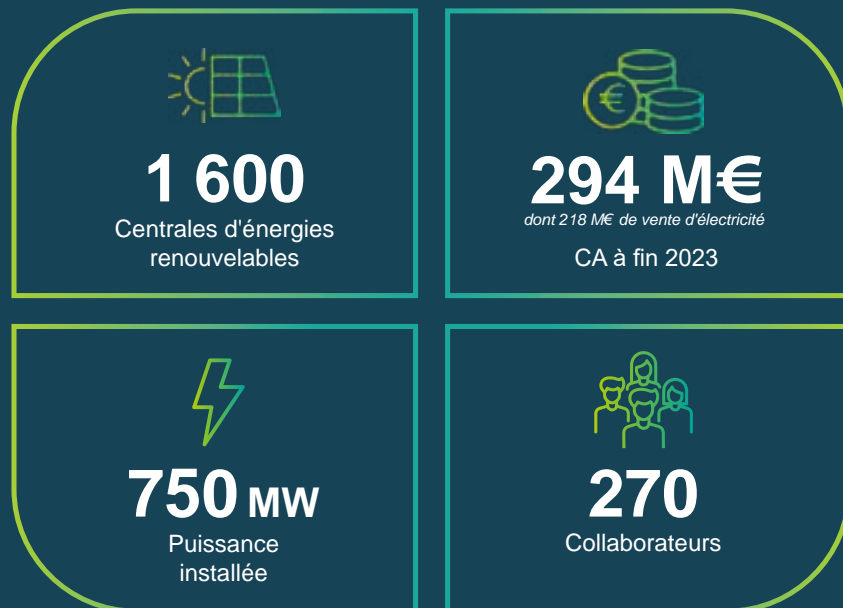 1 600
Centrales d'énergies
renouvelables
294 M€
dont 218 M€ de vente d'électricité
CA à fin 2023
750 MW
Puissance
installée
270
Collaborateurs